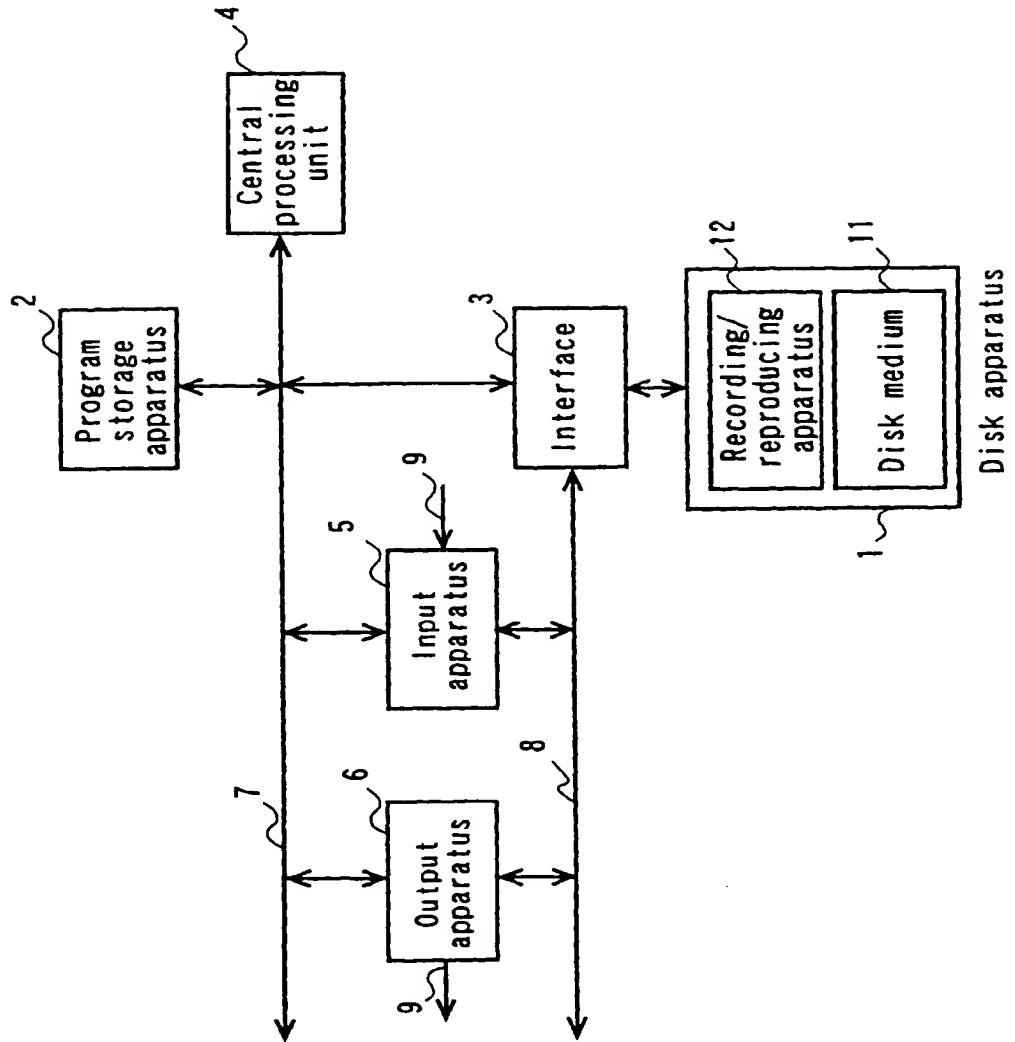 4
Central
processing
unit
2
Program
storage
apparatus
3
Interface
12
Recording/
reproducing
apparatus
11
Disk medium
1
Disk apparatus
9
5
Input
apparatus
8
7
6
Output
apparatus
9